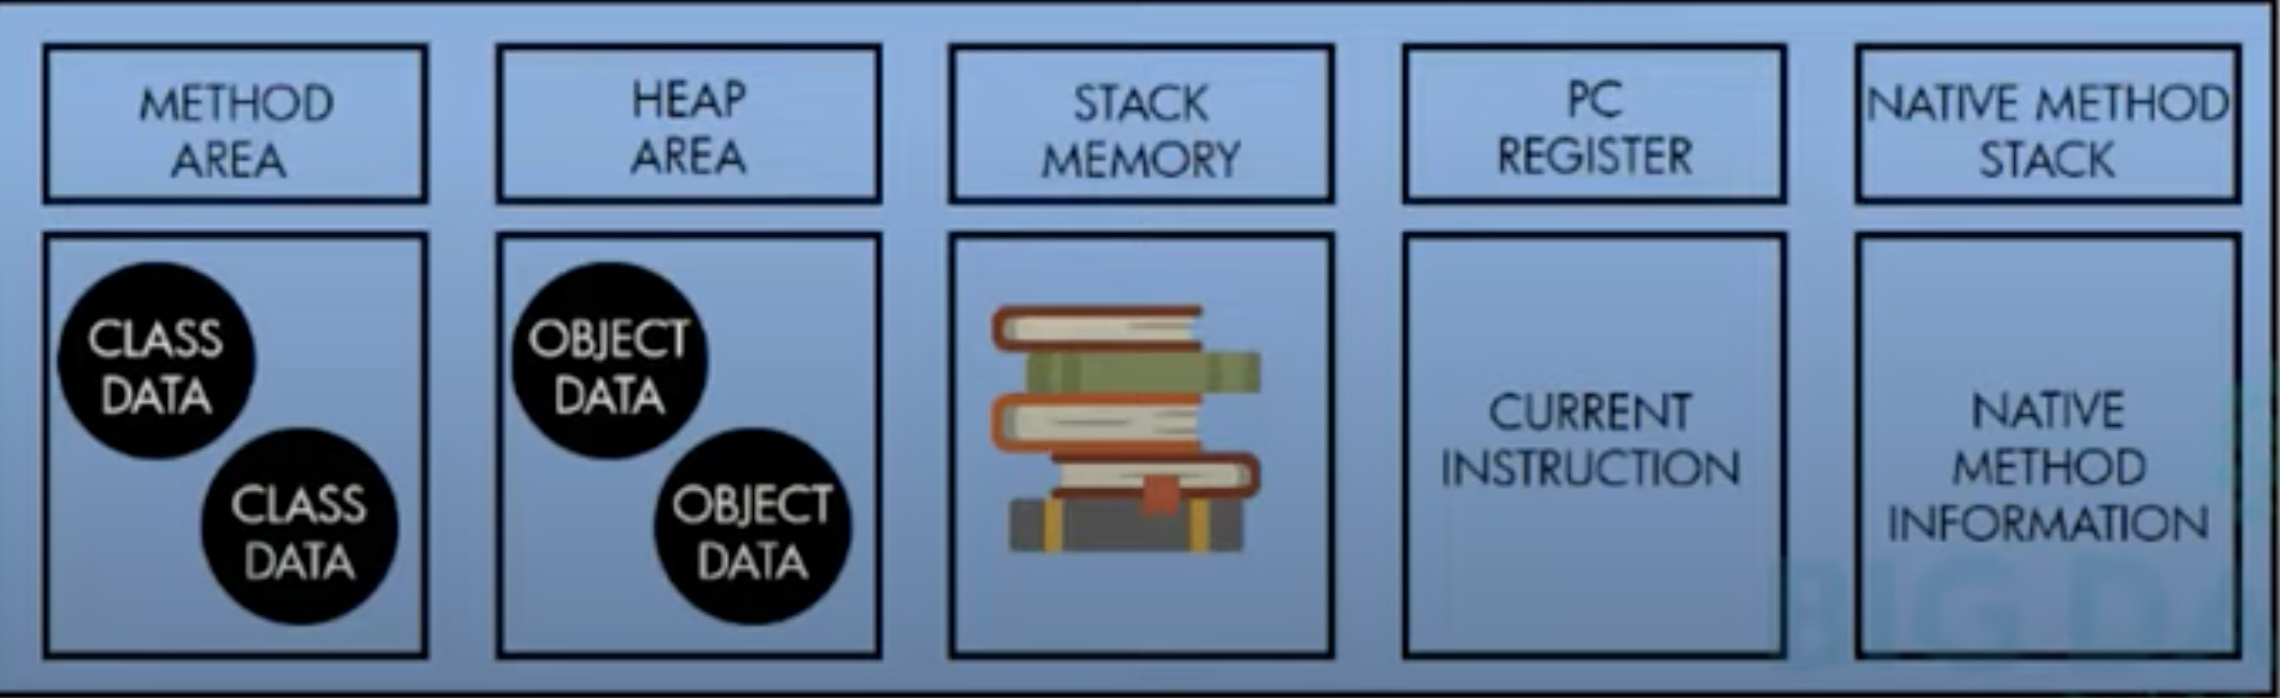 METHOD
AREA
HEAP
AREA
STACK
MEMORY
PC
REGISTER
NATIVE METHOD
STACK
CLASS
DATA
CLASS
DATA
OBJECT
DATA
OBJECT
DATA
CURRENT
INSTRUCTION
NATIVE
METHOD
INFORMATION
BIG